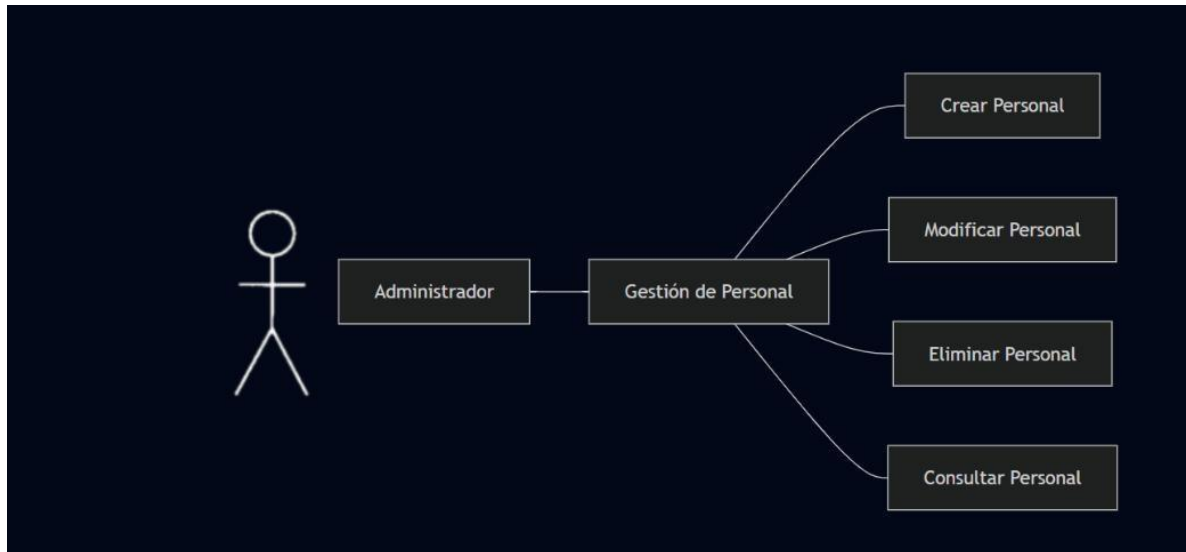 Crear Personal
Modificar Personal
Administrador
Gestión de Personal
Eliminar Personal
Consultar Personal